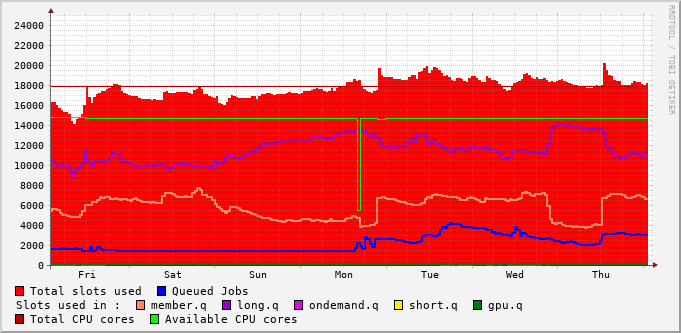 RRDTOOL / TOBI OETIKER
24000
22000
20000
18000
16000
14000
12000
10000
8000
6000
4000
2000
0
Fri Sat Sun Mon Tue Wed Thu
Total slots used Queued Jobs
Slots used in : member.q long.q ondemand.q short.q gpu.q
Total CPU cores Available CPU cores